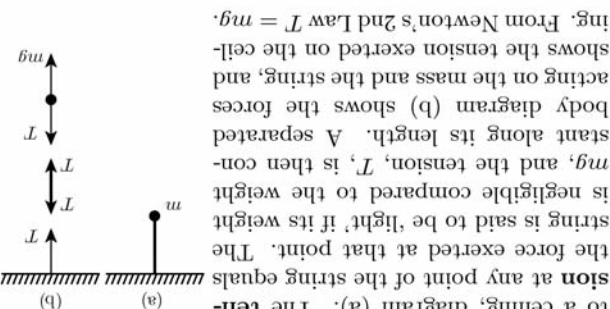 to a ceiling, diagram (a). The ten-
sion at any point of the string equals
the force exerted at that point. The
string is said to be 'light' if its weight
is negligible compared to the weight
mg, and the tension, T, is then con-
stant along its length. A separated
body diagram (b) shows the forces
acting on the mass and the string, and
shows the tension exerted on the ceil-
ing. From Newton's 2nd Law T = mg.
(a)
m
(b)
T
T
T
T
mg